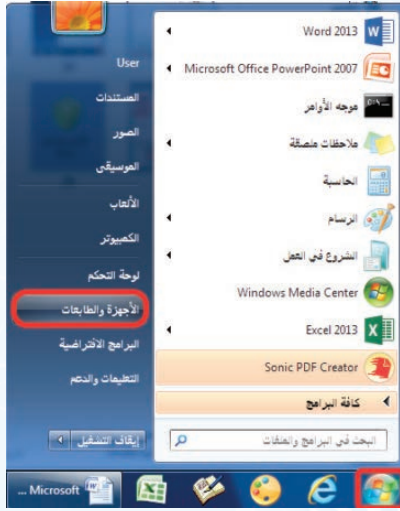 Word 2013
Microsoft Office PowerPoint 2007
موجه الأوامر
ملاحظات ملصقة
الحاسبة
الرسام
الشروع في العمل
Windows Media Center
Excel 2013
Sonic PDF Creator
كافة البرامج
البحث في البرامج والملفات
User
المستندات
الصور
الموسيقى
الألعاب
الكمبيوتر
لوحة التحكم
الأجهزة والطابعات
البرامج الافتراضية
التعليمات والدعم
إيقاف التشغيل
Microsoft ...